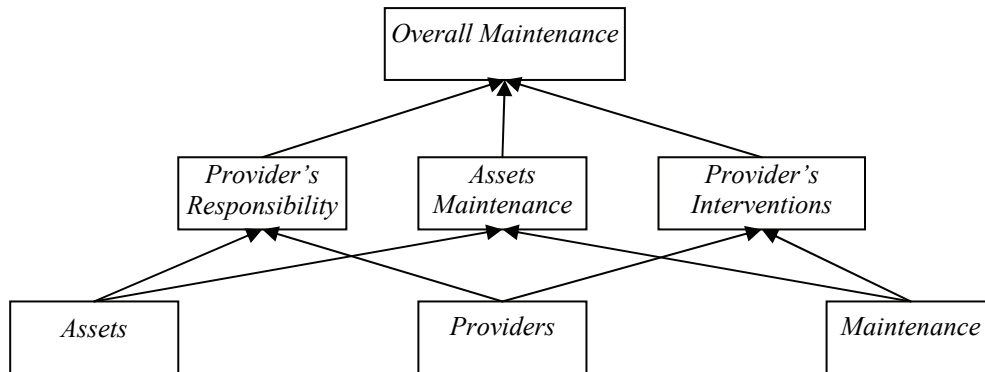 Overall Maintenance
Provider’s
Responsibility
Assets
Maintenance
Provider’s
Interventions
Assets
Providers
Maintenance